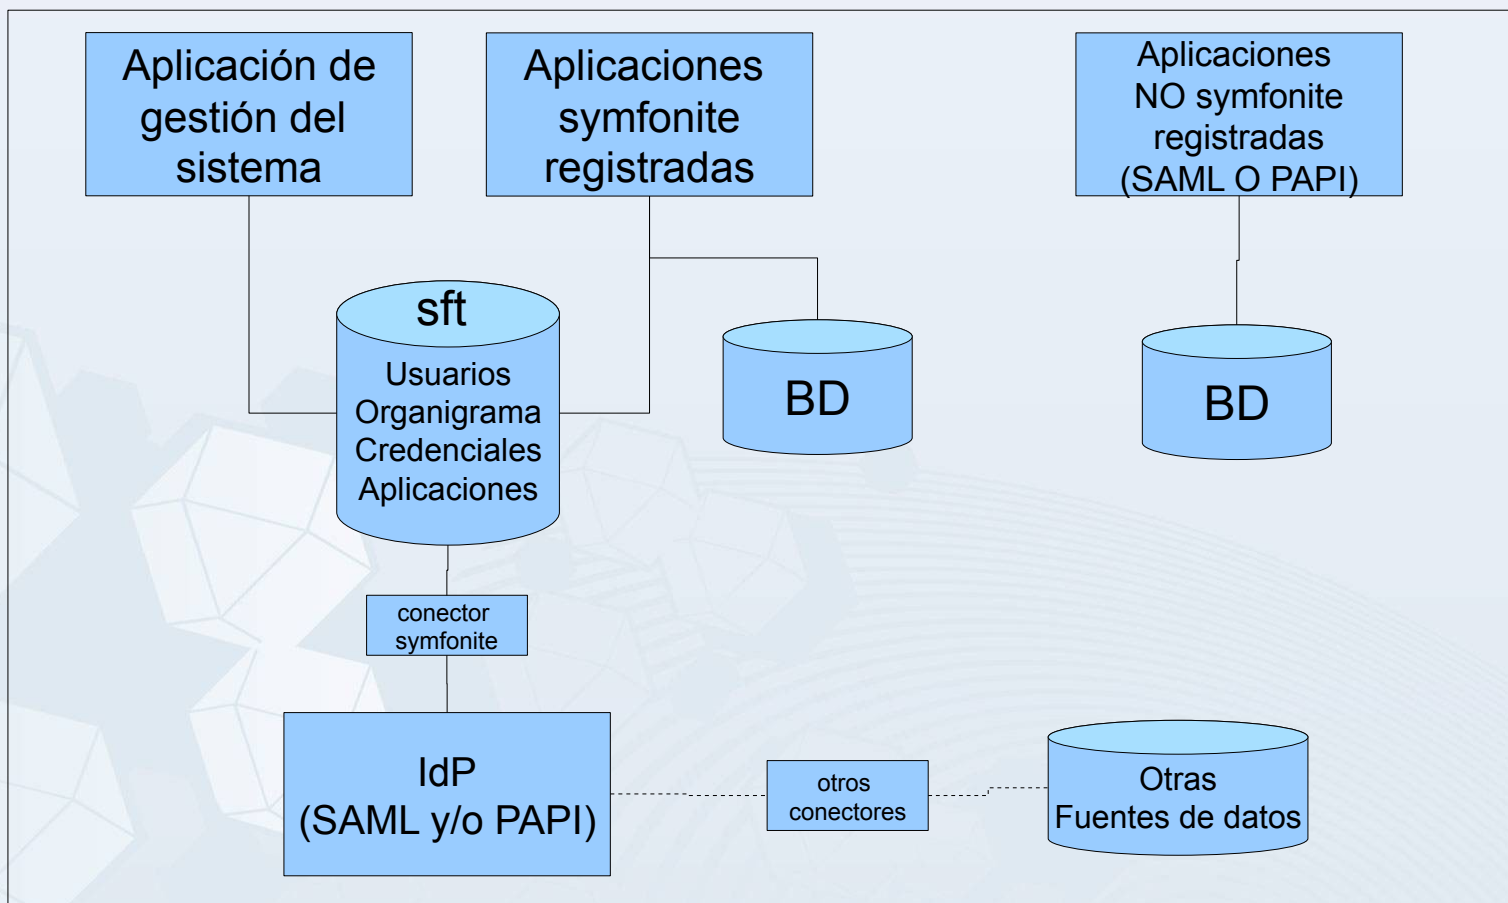 Aplicación de
gestión del
sistema
Aplicaciones
symfonite
registradas
Aplicaciones
NO symfonite
registradas
(SAML O PAPI)
sft
Usuarios
Organigrama
Credenciales
Aplicaciones
BD
BD
conector
symfonite
IdP
(SAML y/o PAPI)
otros
conectores
Otras
Fuentes de datos